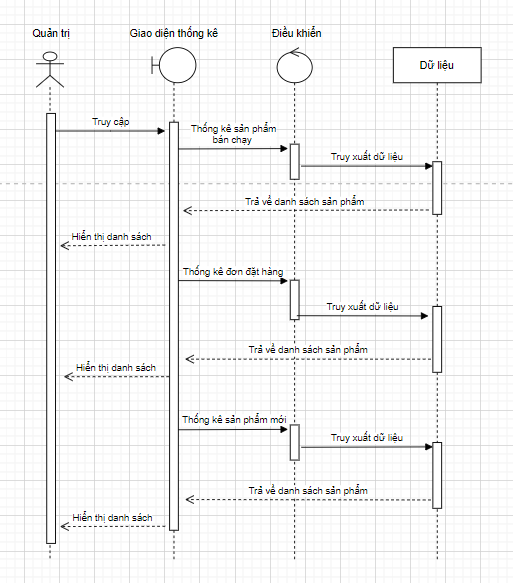 Quản trị
Giao diện thống kê
Điều khiển
Dữ liệu
Truy cập
Thống kê sản phẩm
bán chạy
Truy xuất dữ liệu
Trả về danh sách sản phẩm
Hiển thị danh sách
Thống kê đơn đặt hàng
Truy xuất dữ liệu
Trả về danh sách sản phẩm
Hiển thị danh sách
Thống kê sản phẩm mới
Truy xuất dữ liệu
Trả về danh sách sản phẩm
Hiển thị danh sách